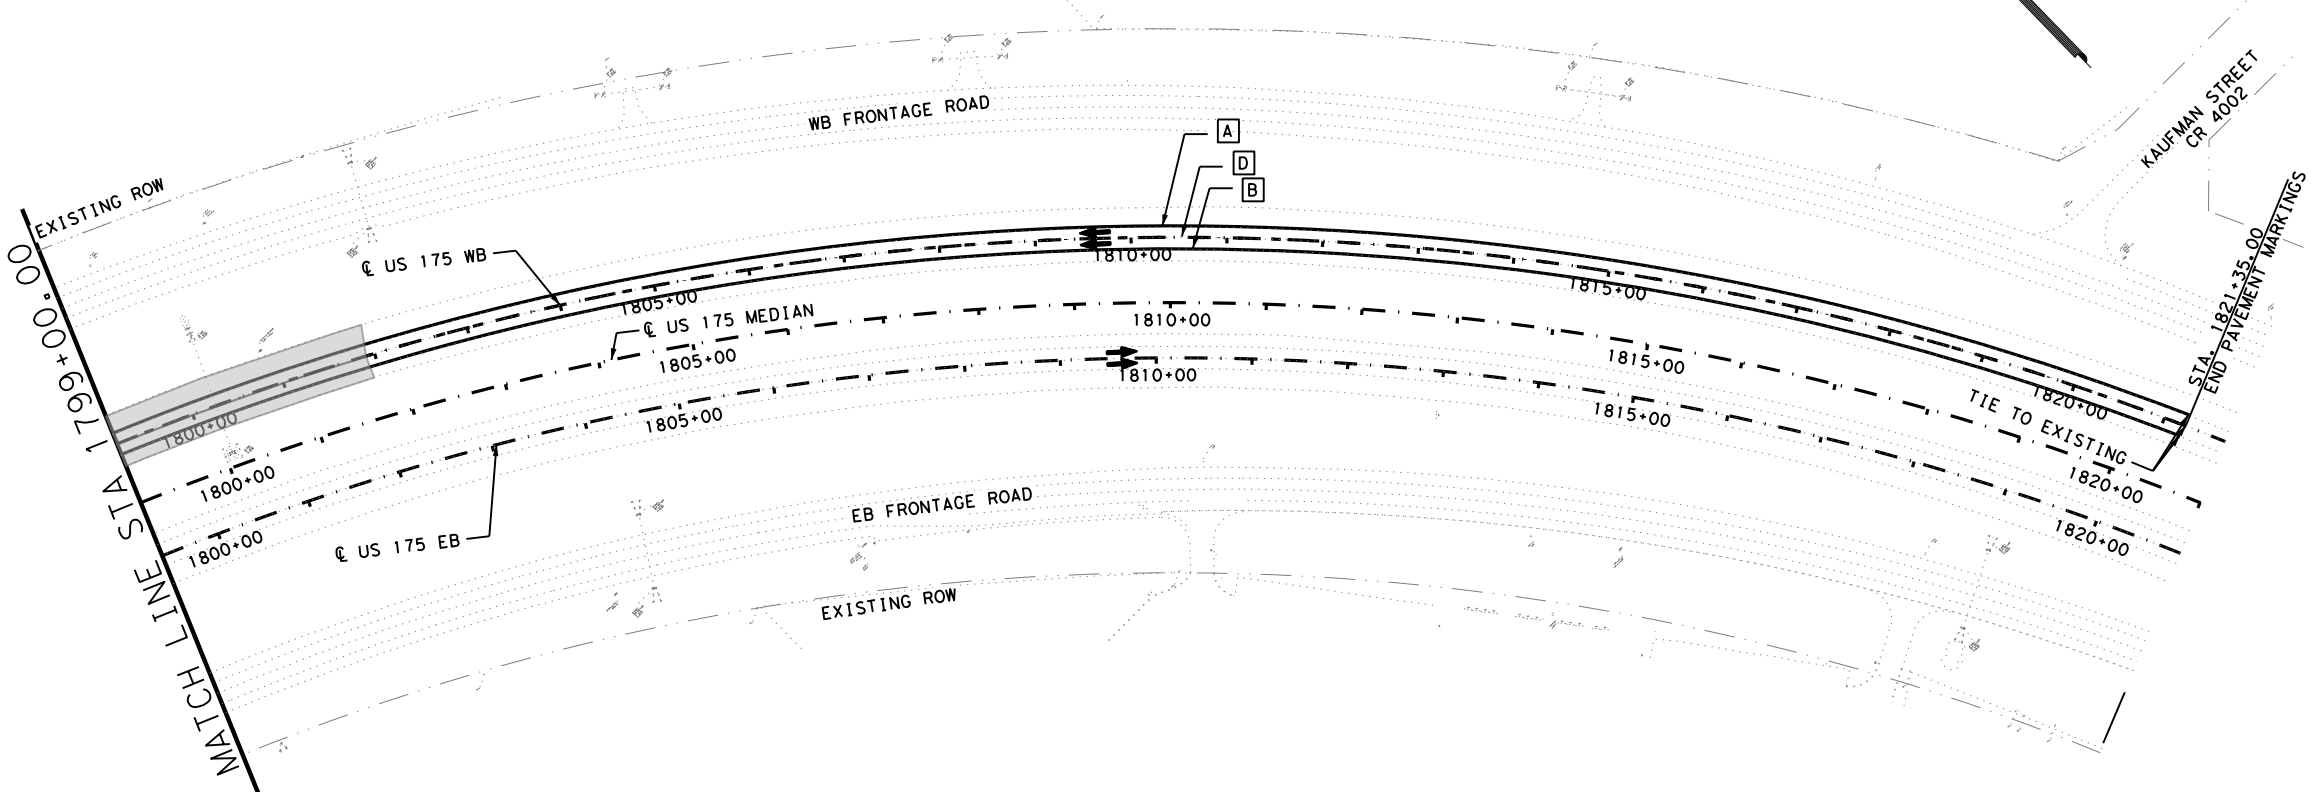 WB FRONTAGE ROAD
KAUFMAN STREET
CR 4002
A
D
B
EXISTING ROW
℄ US 175 WB
1810+00
1805+00
1815+00
1800+00
1820+00
℄ US 175 MEDIAN
1810+00
1805+00
1815+00
1800+00
1820+00
TIE TO EXISTING
STA. 1821+35.00
END PAVEMENT MARKINGS
1810+00
1805+00
1815+00
1800+00
1820+00
℄ US 175 EB
EB FRONTAGE ROAD
EXISTING ROW
MATCH LINE STA 1799+00.00